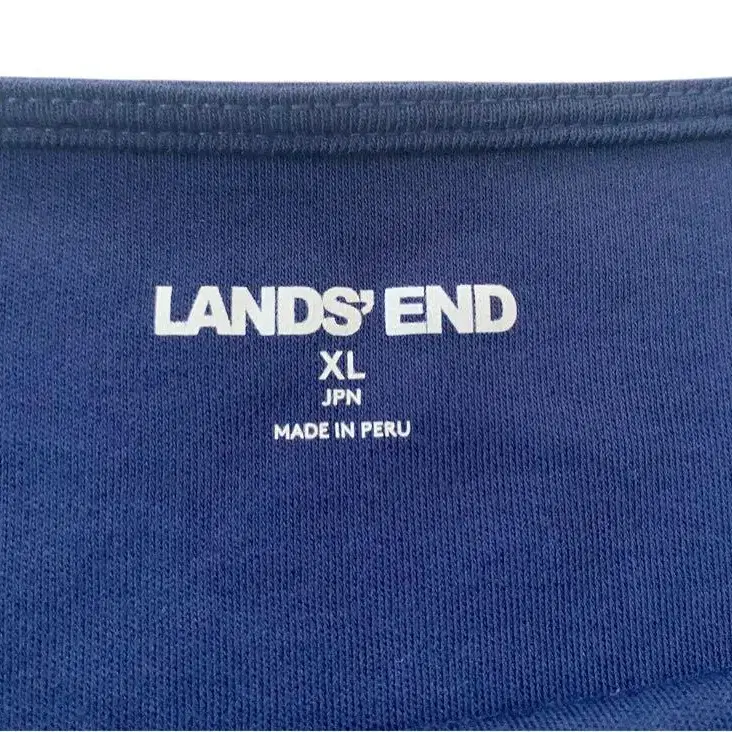 LANDS' END
XL
JPN
MADE IN PERU